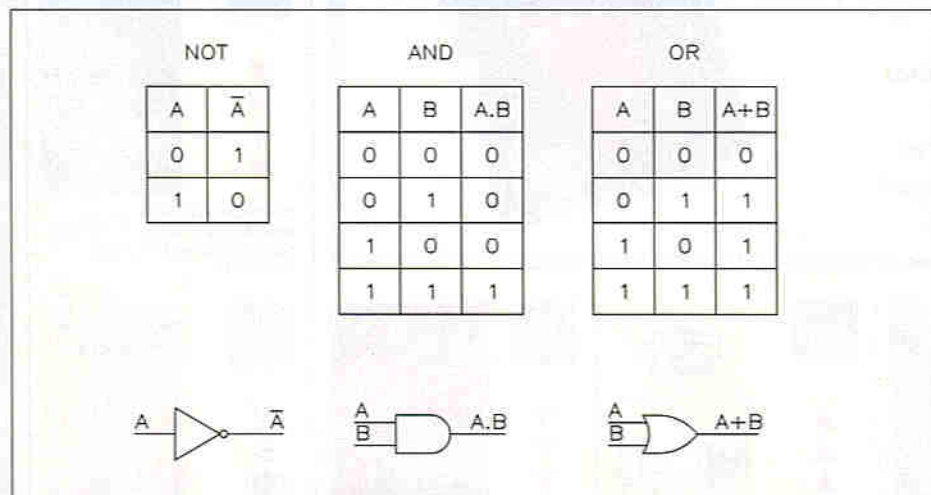 NOT AND OR
A A̅ A B A.B A B A+B
0 1 0 0 0 0 0 0
1 0 0 1 0 0 1 1
1 0 0 1 0 1
1 1 1 1 1 1
A A̅ A B A.B A B A+B